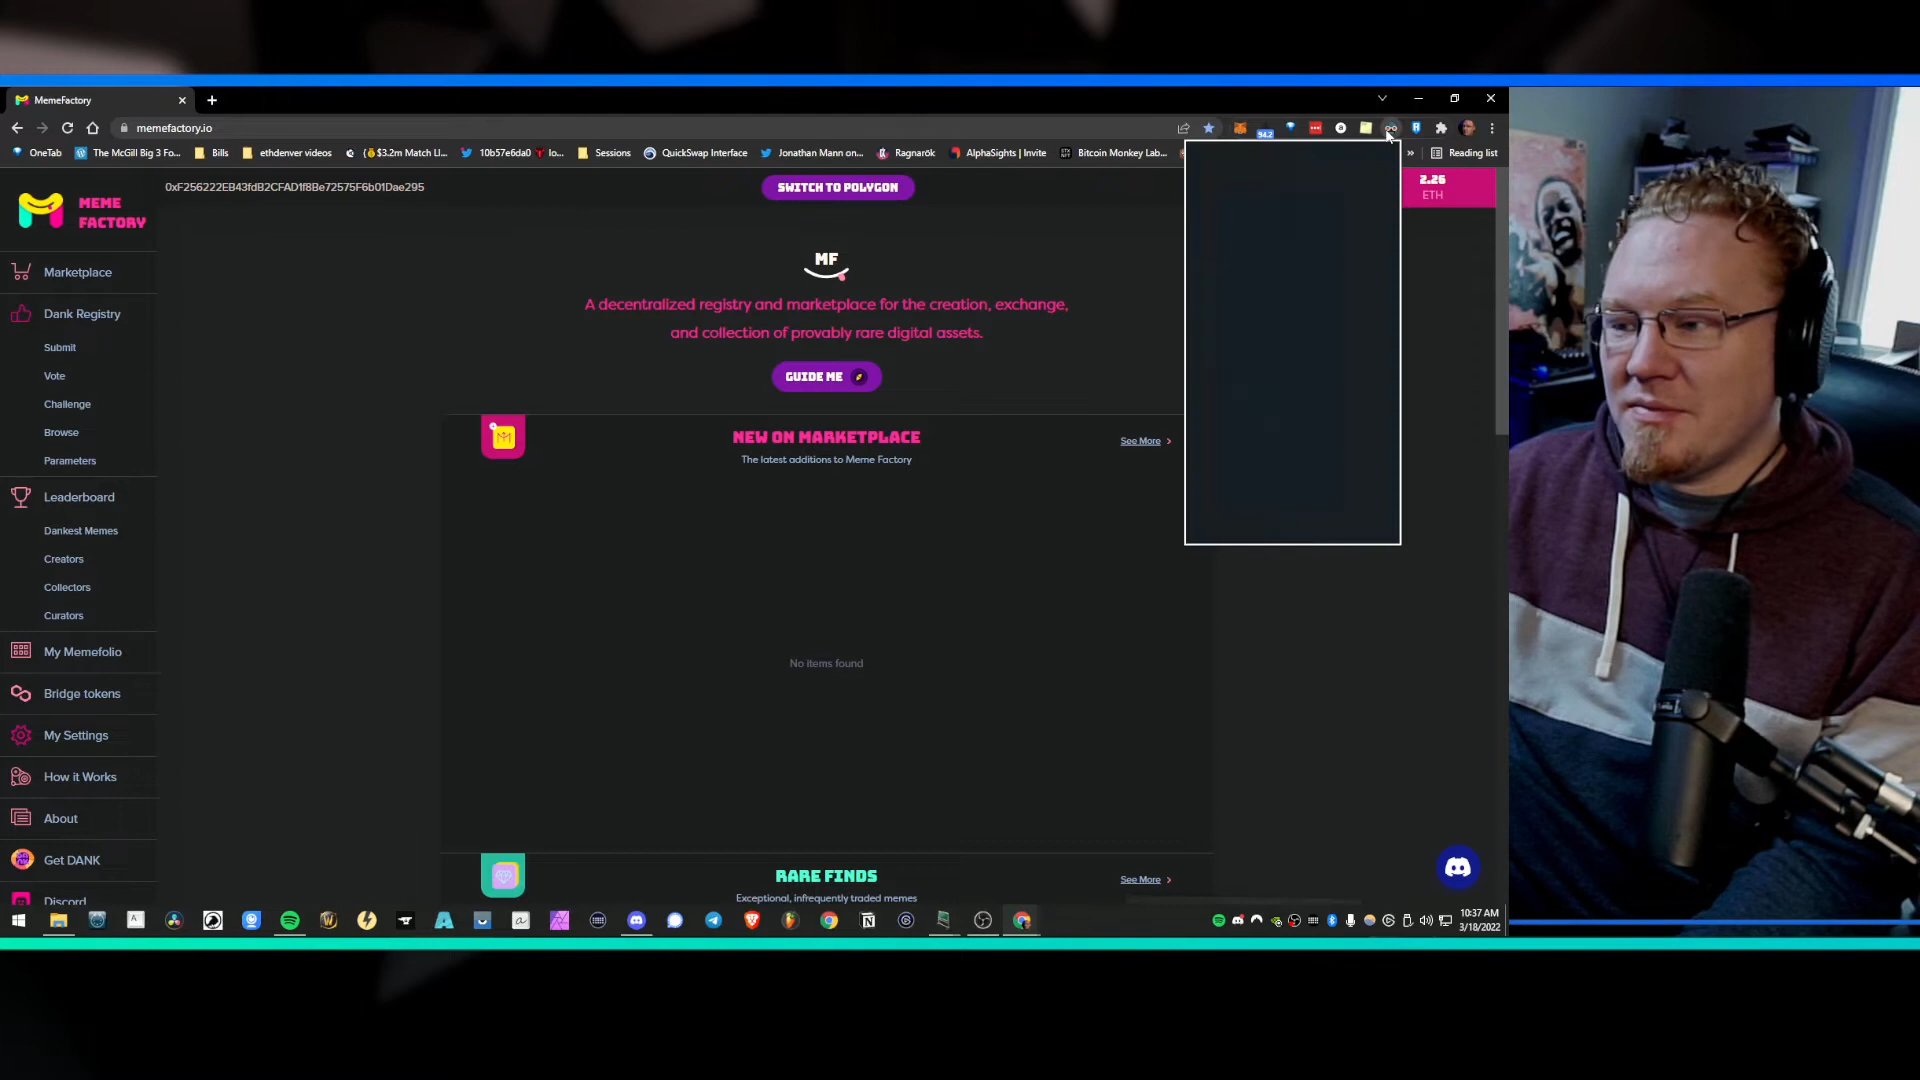 MemeFactory
memefactory.io
94.2
OneTab
The McGill Big 3 Fo...
Bills
ethdenver videos
$3.2m Match LI...
10b57e6da0
lo...
Sessions
QuickSwap Interface
Jonathan Mann on...
Ragnarök
AlphaSights | Invite
Bitcoin Monkey Lab...
»
Reading list
MEME
FACTORY
0xF256222EB43fdB2CFAD1f8Be72575F6b01Dae295
SWITCH TO POLYGON
2.26
ETH
Marketplace
Dank Registry
Submit
Vote
Challenge
Browse
Parameters
Leaderboard
Dankest Memes
Creators
Collectors
Curators
My Memefolio
Bridge tokens
My Settings
How it Works
About
Get DANK
Discord
MF
A decentralized registry and marketplace for the creation, exchange,
and collection of provably rare digital assets.
GUIDE ME
NEW ON MARKETPLACE
The latest additions to Meme Factory
See More
No items found
RARE FINDS
Exceptional, infrequently traded memes
See More
10:37 AM
3/18/2022